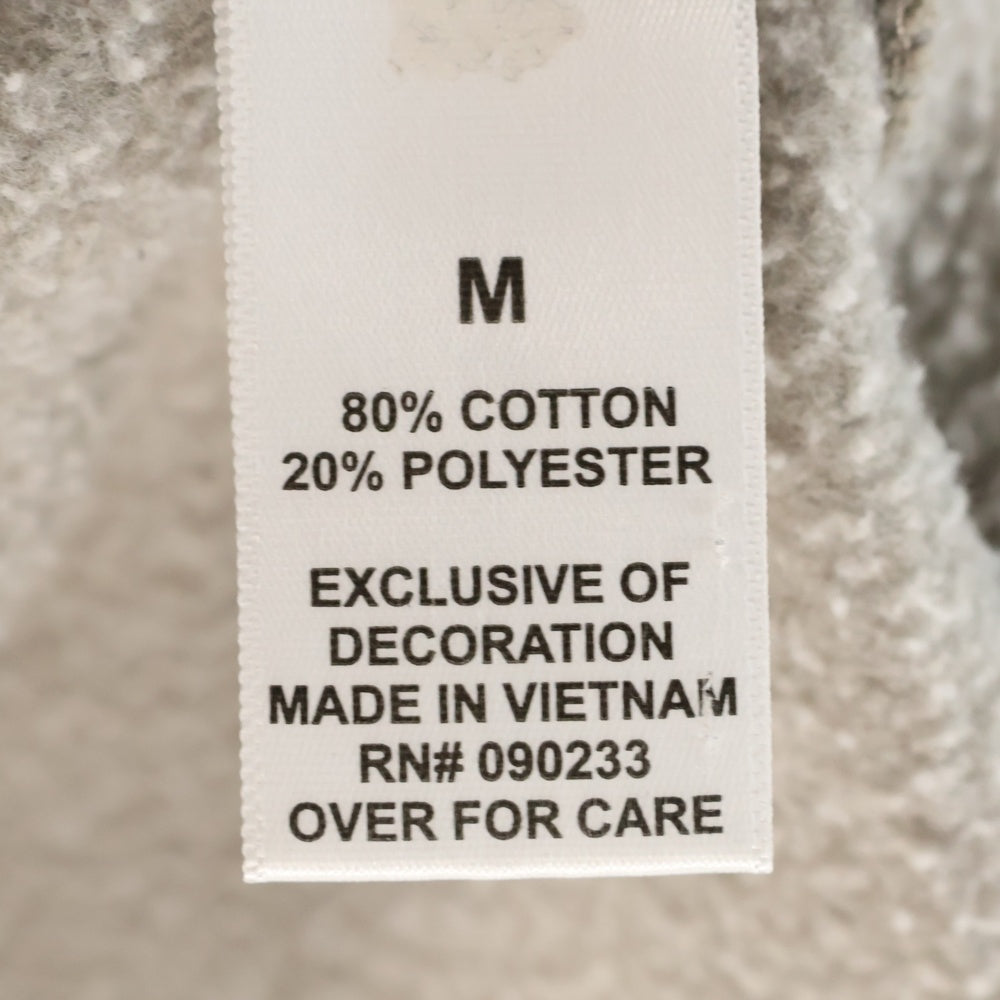 M
80% COTTON
20% POLYESTER
EXCLUSIVE OF
DECORATION
MADE IN VIETNAM
RN# 090233
OVER FOR CARE